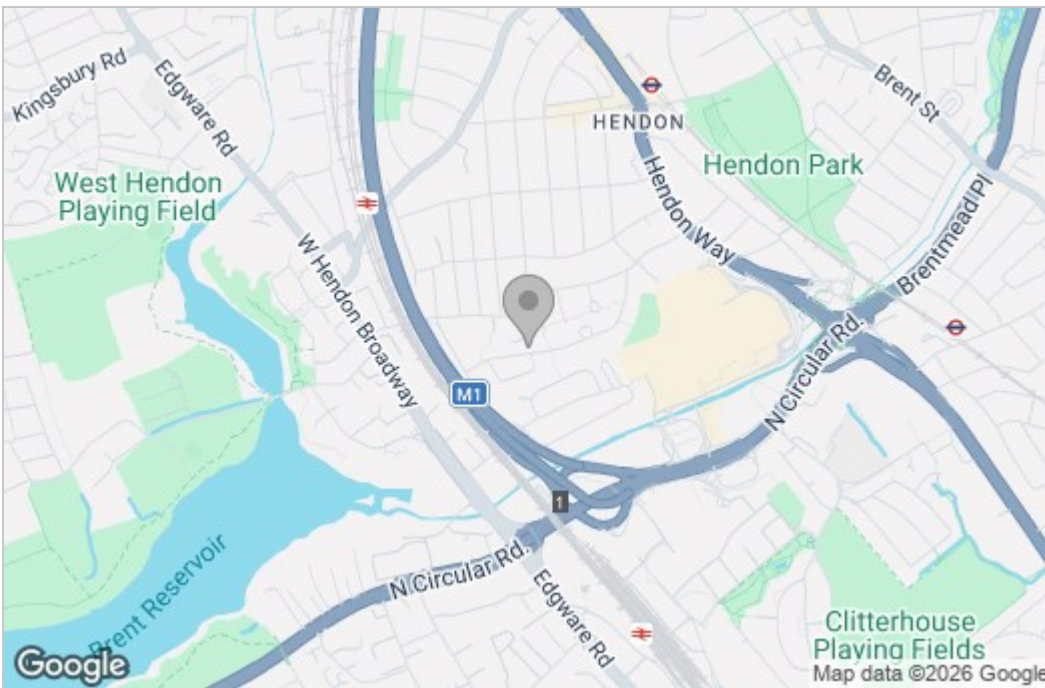 Kingsbury Rd
Edgware Rd
Brent St
HENDON
Hendon Park
West Hendon
Playing Field
Hendon Way
Brentmead Pl
W Hendon Broadway
N Circular Rd.
M1
1
Brent Reservoir
N Circular Rd.
Edgware Rd
Clitterhouse
Playing Fields
Google
Map data ©2026 Google